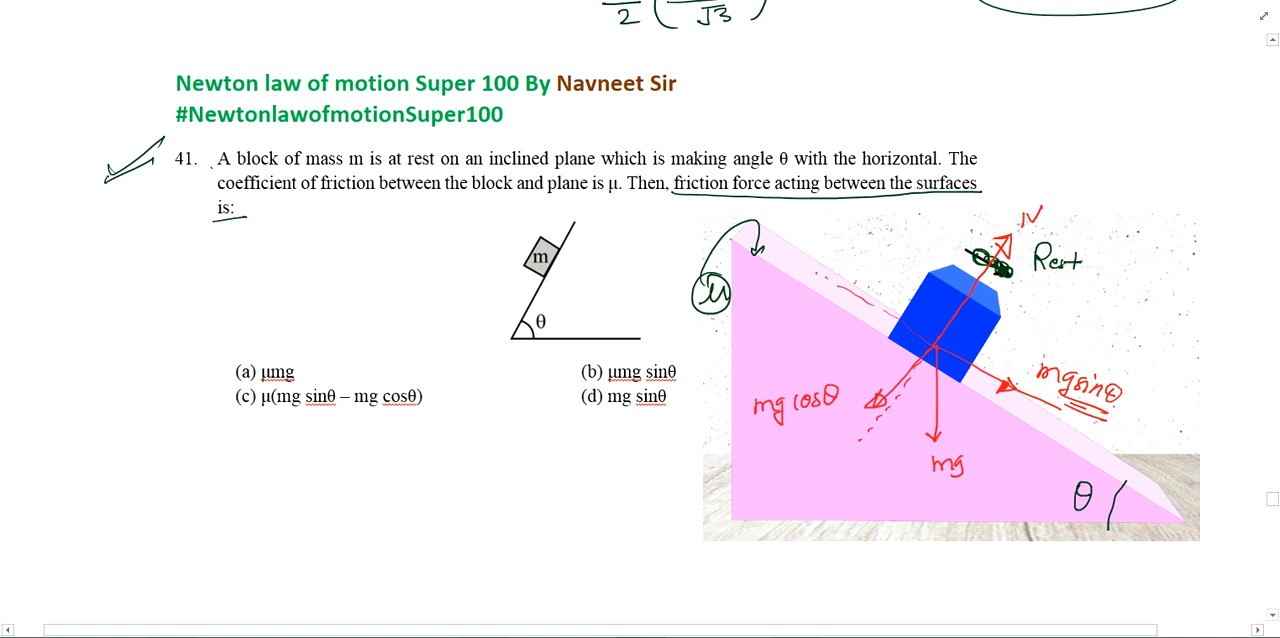 2 ( √3 )
Newton law of motion Super 100 By Navneet Sir
#NewtonlawofmotionSuper100
41. A block of mass m is at rest on an inclined plane which is making angle θ with the horizontal. The
coefficient of friction between the block and plane is μ. Then, friction force acting between the surfaces
is:
m
θ
(a) μmg
(b) μmg sinθ
(c) μ(mg sinθ – mg cosθ)
(d) mg sinθ
N
Rest
μ
mg sinθ
mg cosθ
mg
θ